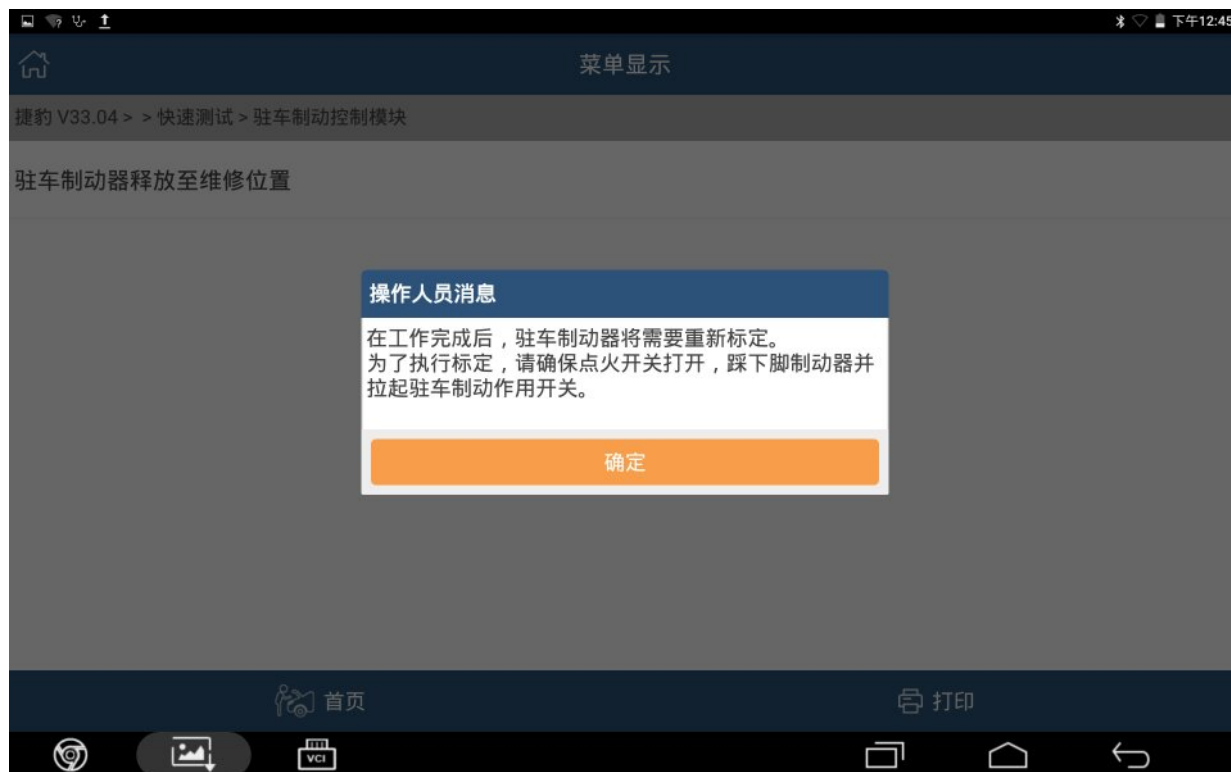 下午12:45
菜单显示
捷豹 V33.04 > > 快速测试 > 驻车制动控制模块
驻车制动器释放至维修位置
操作人员消息
在工作完成后，驻车制动器将需要重新标定。
为了执行标定，请确保点火开关打开，踩下脚制动器并
拉起驻车制动作用开关。
确定
首页
打印
VCI